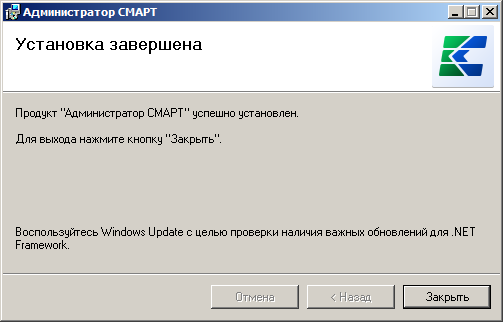 Администратор СМАРТ
Установка завершена
Продукт "Администратор СМАРТ" успешно установлен.
Для выхода нажмите кнопку "Закрыть".
Воспользуйтесь Windows Update с целью проверки наличия важных обновлений для .NET
Framework.
Отмена < Назад Закрыть